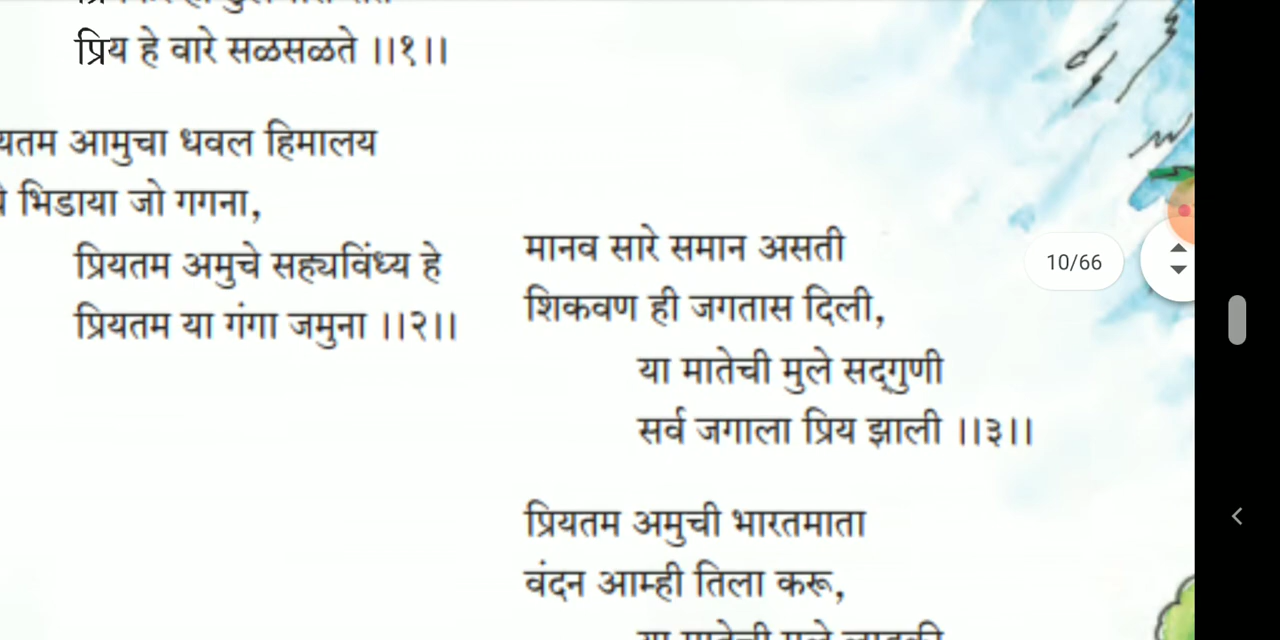 प्रिय हे वारे सळसळते ।।१।।
आमुचा धवल हिमालय
भिडाया जो गगना,
प्रियतम अमुचे सह्यविंध्य हे
प्रियतम या गंगा जमुना ।।२।।
मानव सारे समान असती
शिकवण ही जगतास दिली,
या मातेची मुले सद्गुणी
सर्व जगाला प्रिय झाली ।।३।।
प्रियतम अमुची भारतमाता
वंदन आम्ही तिला करू,
10/66